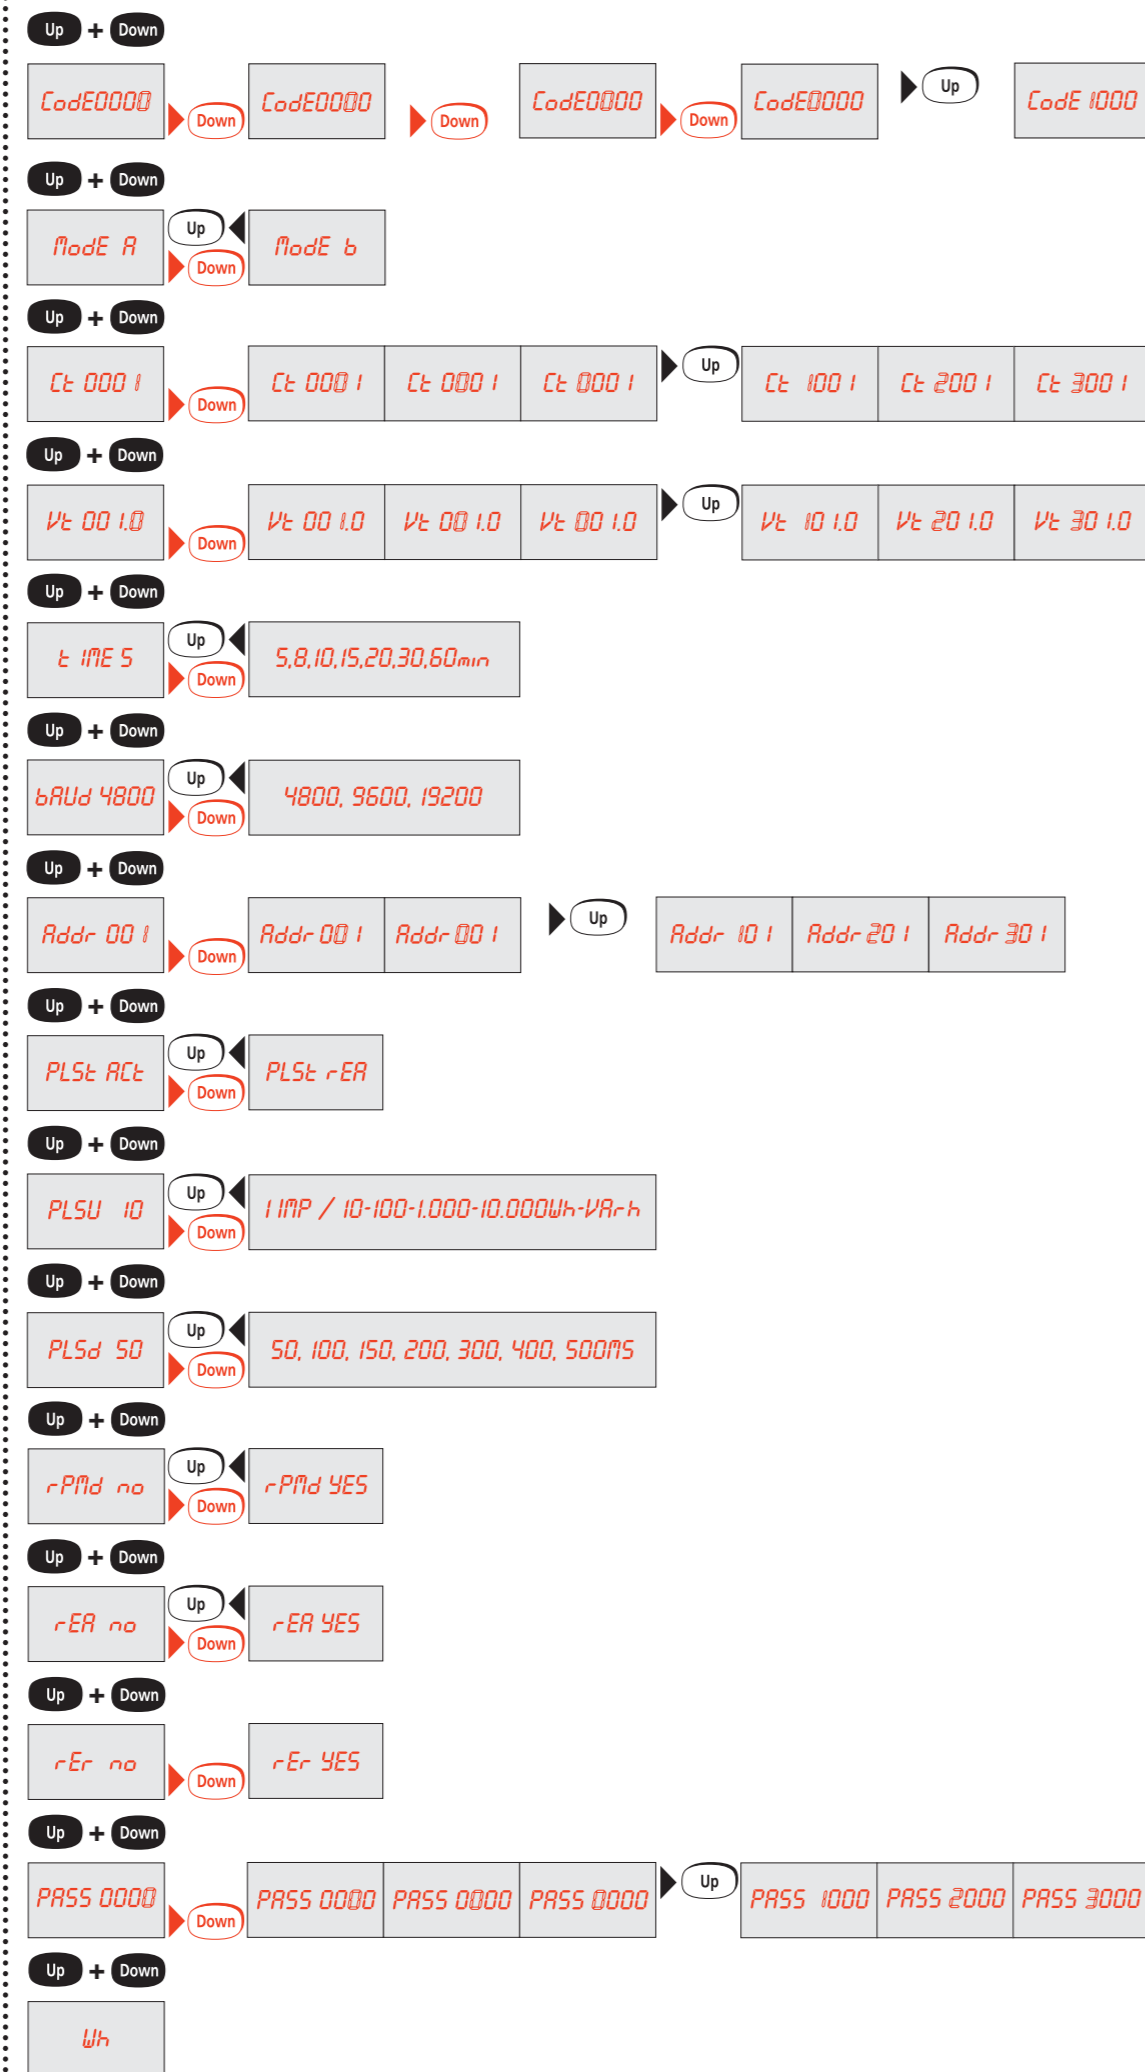 Up + Down
CodE0000 Down CodE0000 Down CodE0000 Down CodE0000 Up CodE 1000
Up + Down
ModE A Up Down ModE b
Up + Down
Ct 0001 Down Ct 0001 Ct 0001 Ct 0001 Up Ct 1001 Ct 2001 Ct 3001
Up + Down
Vt 001.0 Down Vt 001.0 Vt 001.0 Vt 001.0 Up Vt 101.0 Vt 201.0 Vt 301.0
Up + Down
tIME 5 Up Down 5,8,10,15,20,30,60min
Up + Down
bAUd 4800 Up Down 4800, 9600, 19200
Up + Down
Addr 001 Down Addr 001 Addr 001 Up Addr 101 Addr 201 Addr 301
Up + Down
PLSt ACt Up Down PLSt rEA
Up + Down
PLSU 10 Up Down 1 IMP / 10-100-1.000-10.000Wh-VArh
Up + Down
PLSd 50 Up Down 50, 100, 150, 200, 300, 400, 500MS
Up + Down
rPMd no Up Down rPMd YES
Up + Down
rEA no Up Down rEA YES
Up + Down
rEr no Down rEr YES
Up + Down
PASS 0000 Down PASS 0000 PASS 0000 PASS 0000 Up PASS 1000 PASS 2000 PASS 3000
Up + Down
Wh